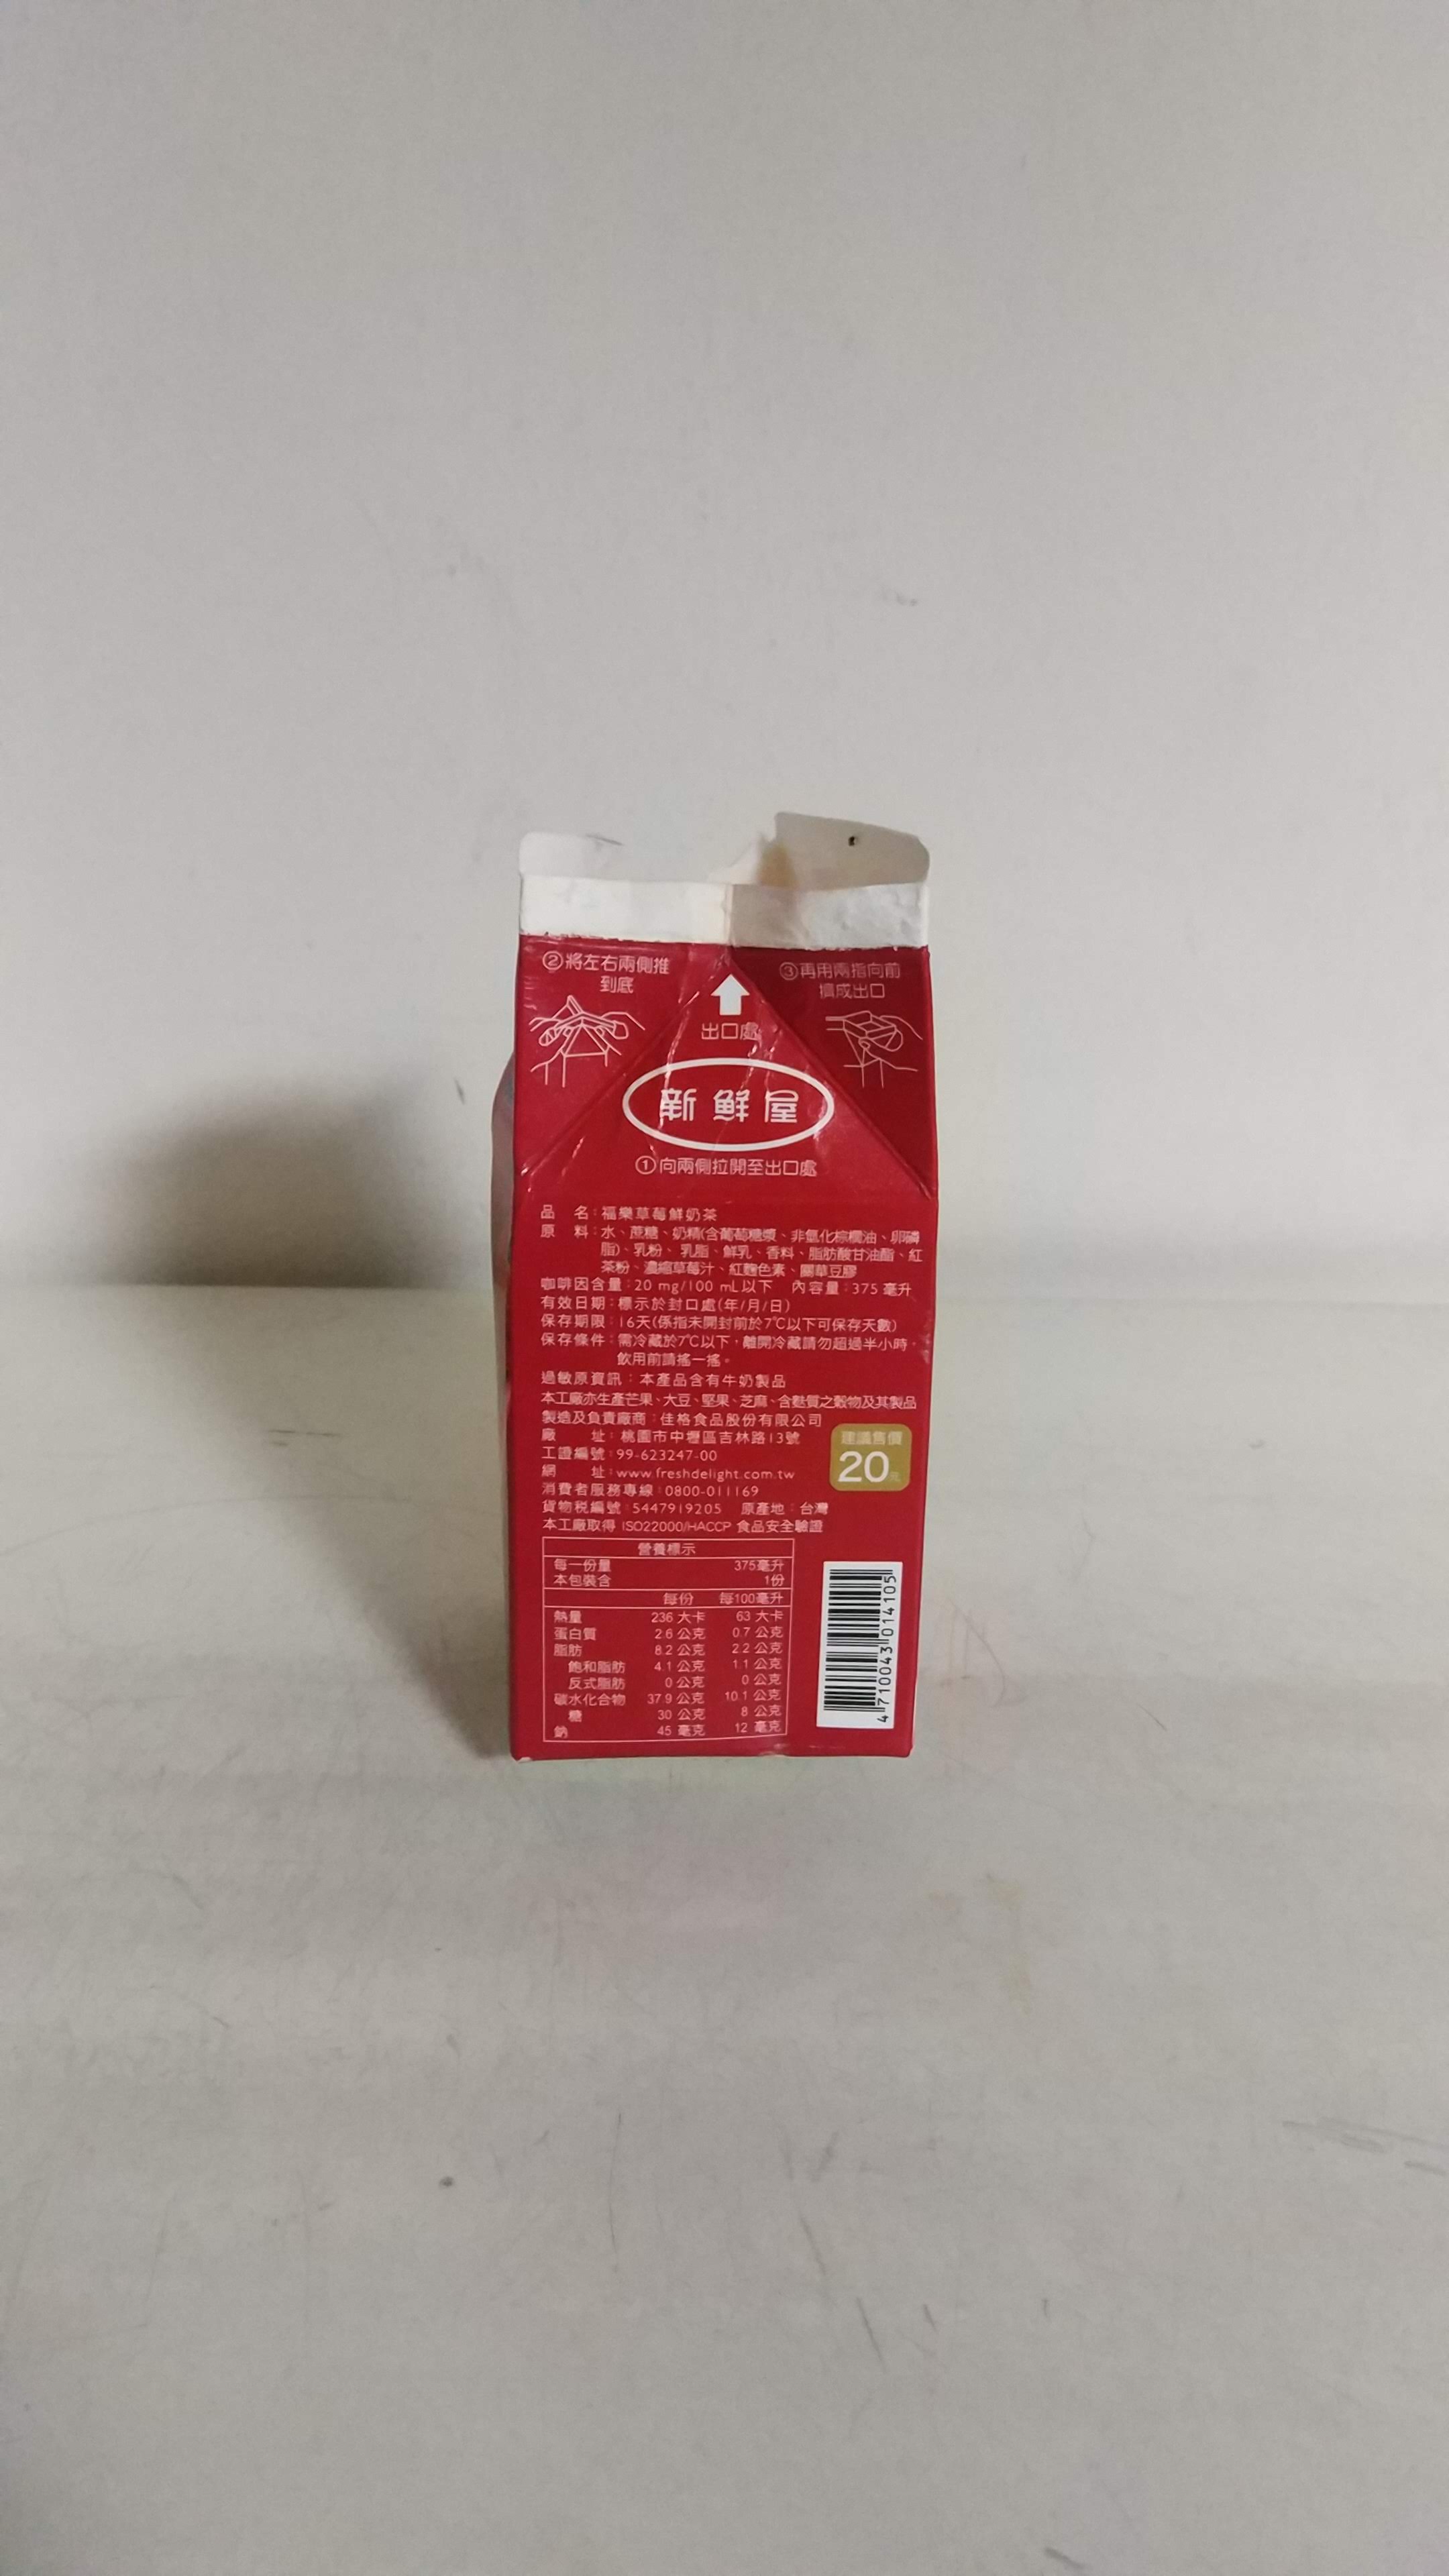 ②將左右兩側推
到底
③再用兩指向前
擠成出口
出口處
新鮮屋
①向兩側拉開至出口處
品 名：福樂草莓鮮奶茶
原 料：水、蔗糖、奶精(含葡萄糖漿、非氫化棕櫚油、卵磷
脂)、乳粉、乳脂、鮮乳、香料、脂肪酸甘油酯、紅
茶粉、濃縮草莓汁、紅麴色素、關華豆膠
咖啡因含量：20 mg/100 mL以下 內容量：375 毫升
有效日期：標示於封口處(年/月/日)
保存期限：16天(係指未開封前於7℃以下可保存天數)
保存條件：需冷藏於7℃以下，離開冷藏請勿超過半小時，
飲用前請搖一搖。
過敏原資訊：本產品含有牛奶製品
本工廠亦生產芒果、大豆、堅果、芝麻、含麩質之穀物及其製品
製造及負責廠商：佳格食品股份有限公司
廠 址：桃園市中壢區吉林路13號
工證編號：99-623247-00
網 址：www.freshdelight.com.tw
消費者服務專線：0800-011169
貨物稅編號：5447919205 原產地：台灣
本工廠取得 ISO22000/HACCP 食品安全驗證
建議售價
20元
營養標示
每一份量 375毫升
本包裝含 1份
每份 每100毫升
熱量 236 大卡 63 大卡
蛋白質 2.6 公克 0.7 公克
脂肪 8.2 公克 2.2 公克
飽和脂肪 4.1 公克 1.1 公克
反式脂肪 0 公克 0 公克
碳水化合物 37.9 公克 10.1 公克
糖 30 公克 8 公克
鈉 45 毫克 12 毫克
4 710043 014105